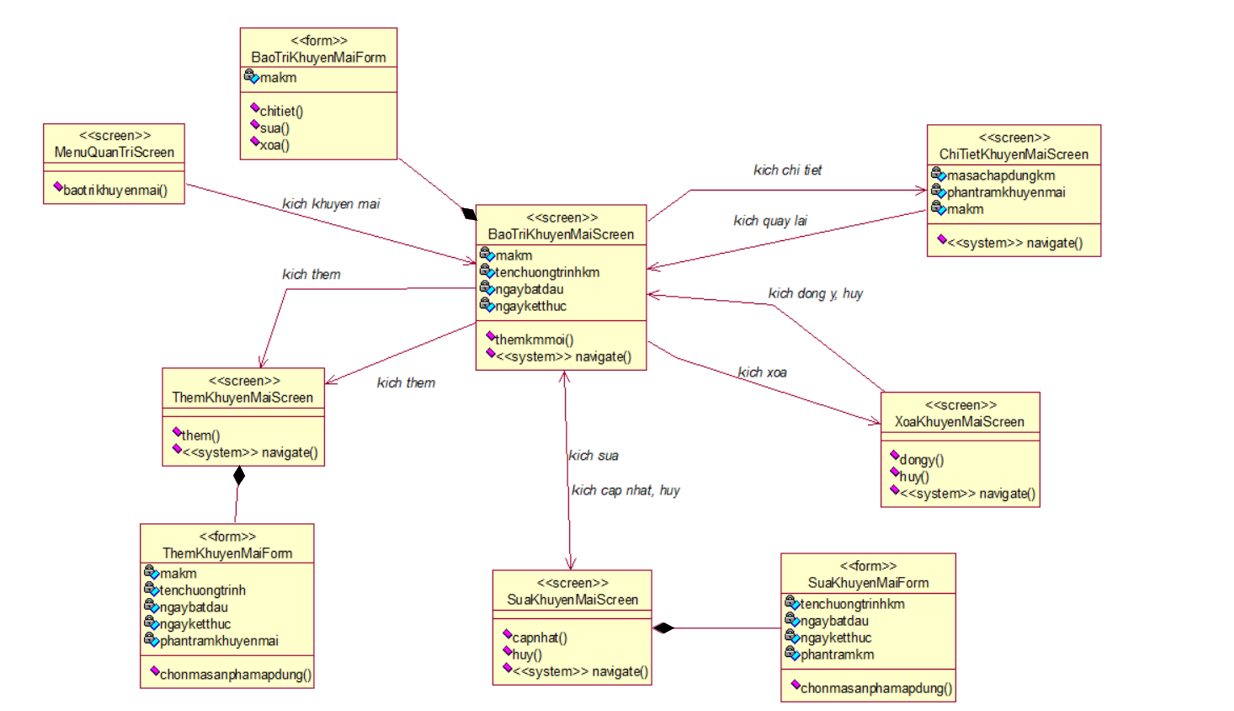 <<form>>
BaoTriKhuyenMaiForm
makm
chitiet()
sua()
xoa()
<<screen>>
MenuQuanTriScreen
baotrikhuyenmai()
kich khuyen mai
<<screen>>
BaoTriKhuyenMaiScreen
makm
tenchuongtrinhkm
ngaybatdau
ngayketthuc
themkmmoi()
<<system>> navigate()
kich chi tiet
kich quay lai
<<screen>>
ChiTietKhuyenMaiScreen
masachapdungkm
phantramkhuyenmai
makm
<<system>> navigate()
kich dong y, huy
kich xoa
kich them
kich them
<<screen>>
ThemKhuyenMaiScreen
them()
<<system>> navigate()
<<screen>>
XoaKhuyenMaiScreen
dongy()
huy()
<<system>> navigate()
kich sua
kich cap nhat, huy
<<form>>
ThemKhuyenMaiForm
makm
tenchuongtrinh
ngaybatdau
ngayketthuc
phantramkhuyenmai
chonmasanphamapdung()
<<screen>>
SuaKhuyenMaiScreen
capnhat()
huy()
<<system>> navigate()
<<form>>
SuaKhuyenMaiForm
tenchuongtrinhkm
ngaybatdau
ngayketthuc
phantramkm
chonmasanphamapdung()